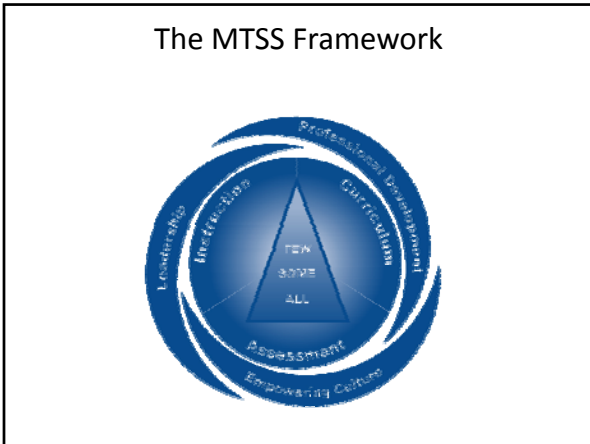 The MTSS Framework
Professional Development
Leadership
Instruction
Curriculum
FEW
SOME
ALL
Assessment
Empowering Culture